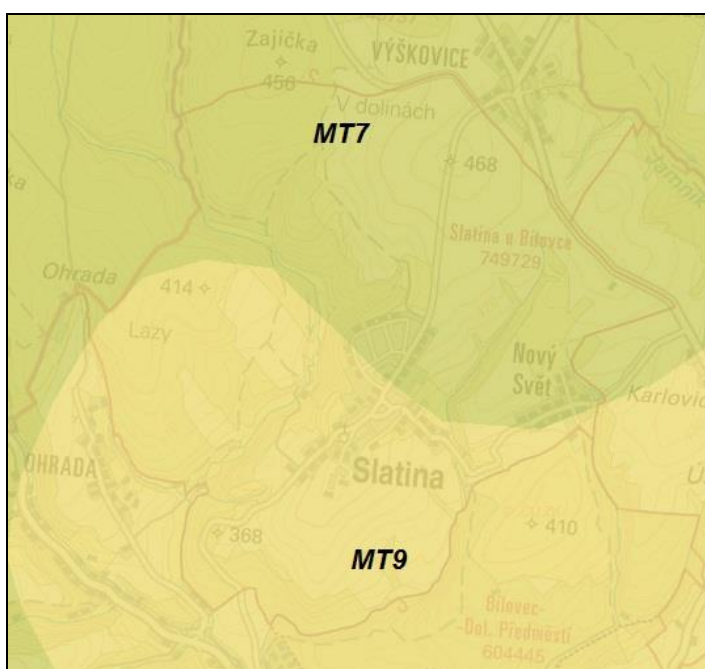 Zajíčka
456
VÝŠKOVICE
V dolinách
MT7
468
Slatina u Bílovce
749729
Ohrada
414
Lazy
Nový
Svět
Karlovic
OHRADA
Slatina
368
410
MT9
Bílovec-
Dol. Předměstí
604445